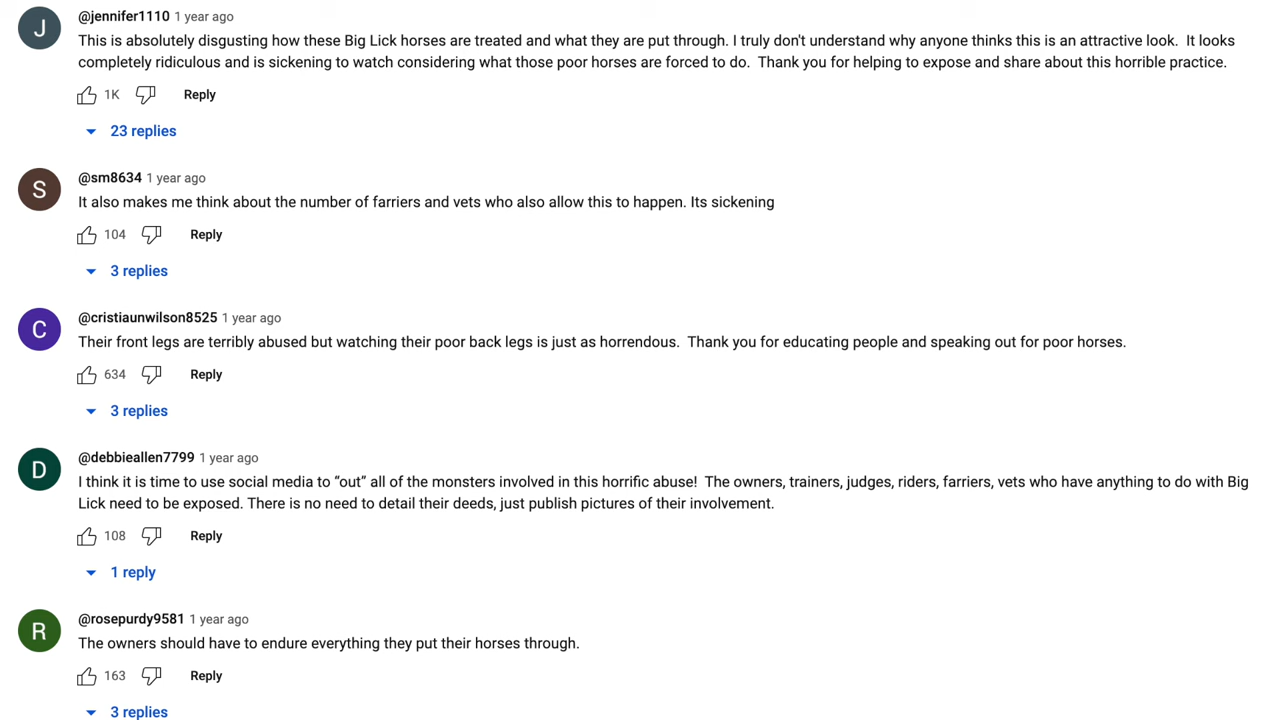 J
@jennifer1110 1 year ago
This is absolutely disgusting how these Big Lick horses are treated and what they are put through. I truly don't understand why anyone thinks this is an attractive look.  It looks
completely ridiculous and is sickening to watch considering what those poor horses are forced to do.  Thank you for helping to expose and share about this horrible practice.
1K Reply
23 replies
S
@sm8634 1 year ago
It also makes me think about the number of farriers and vets who also allow this to happen. Its sickening
104 Reply
3 replies
C
@cristiaunwilson8525 1 year ago
Their front legs are terribly abused but watching their poor back legs is just as horrendous.  Thank you for educating people and speaking out for poor horses.
634 Reply
3 replies
D
@debbieallen7799 1 year ago
I think it is time to use social media to “out” all of the monsters involved in this horrific abuse!  The owners, trainers, judges, riders, farriers, vets who have anything to do with Big
Lick need to be exposed. There is no need to detail their deeds, just publish pictures of their involvement.
108 Reply
1 reply
R
@rosepurdy9581 1 year ago
The owners should have to endure everything they put their horses through.
163 Reply
3 replies